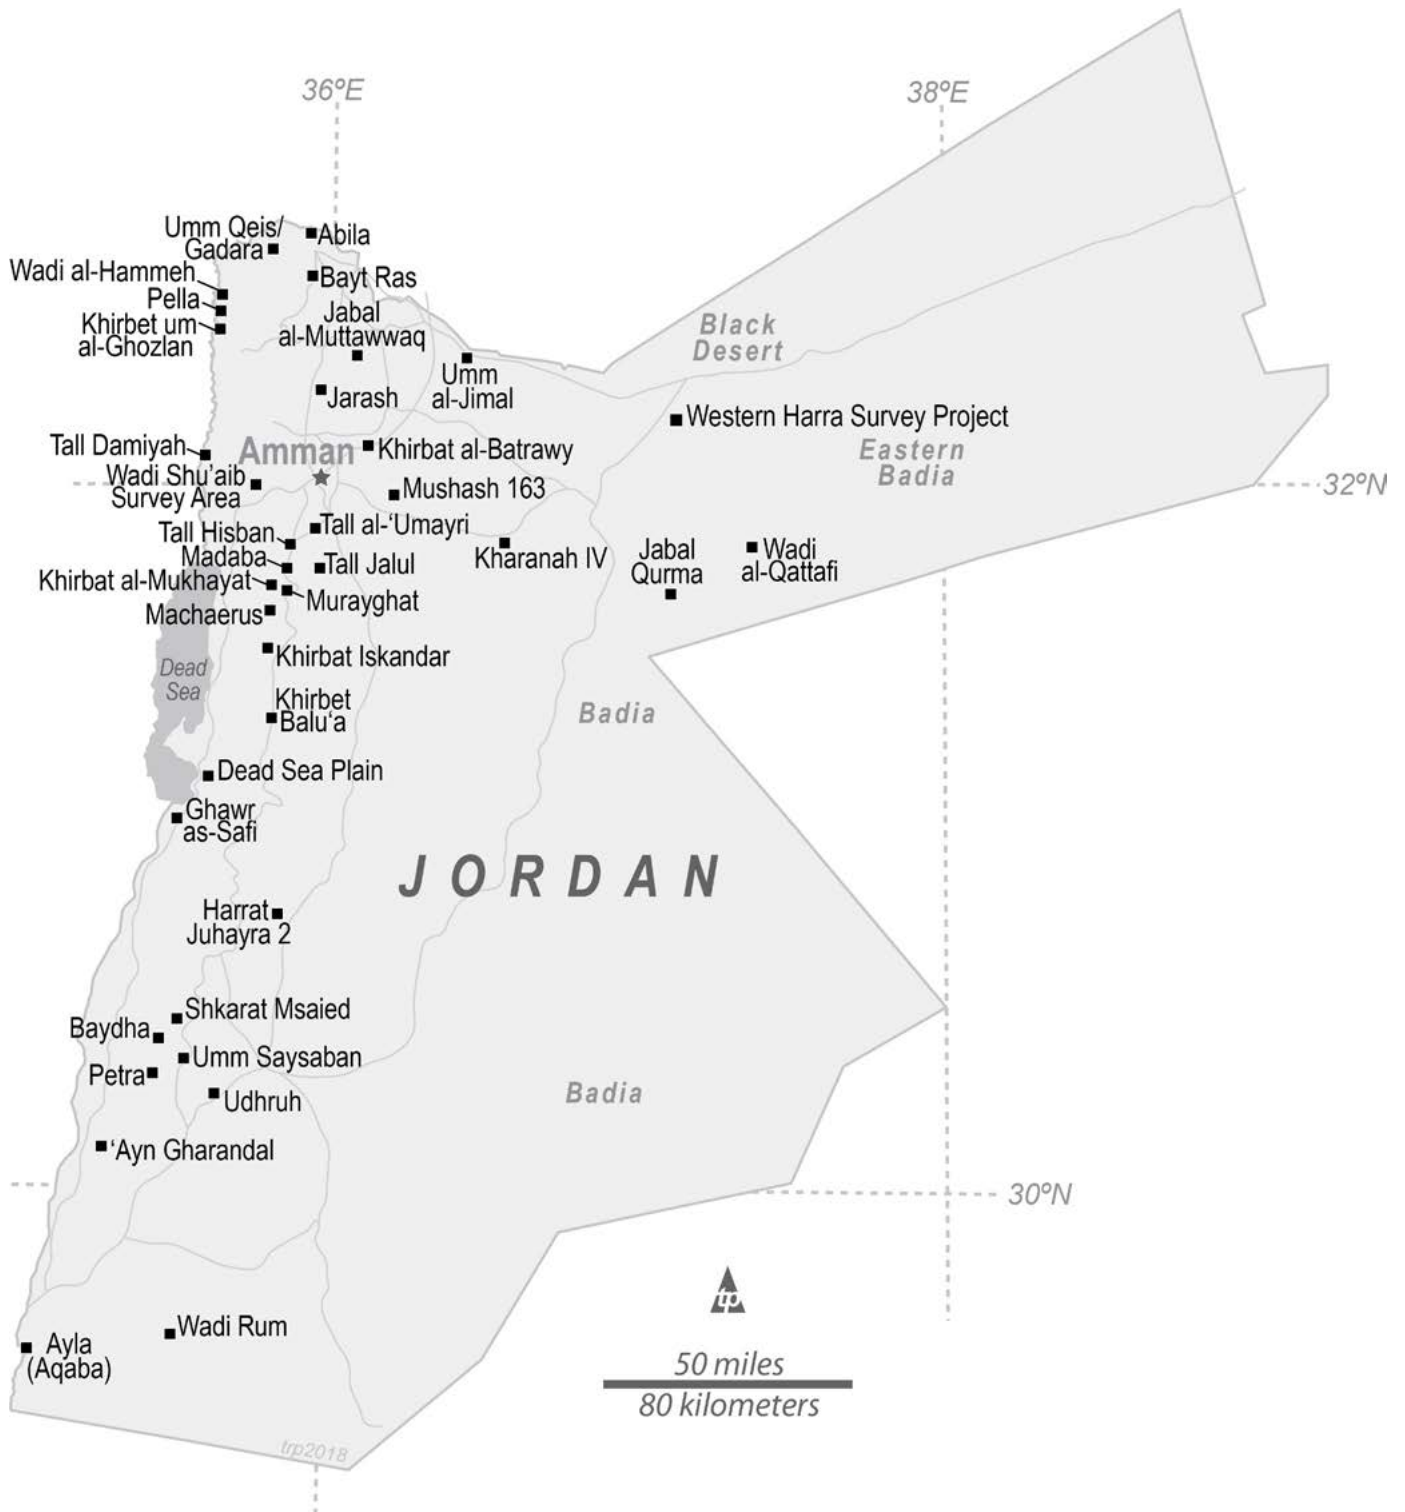 36ºE
38ºE
Umm Qeis/
Gadara
Abila
Wadi al-Hammeh
Bayt Ras
Pella
Khirbet um
al-Ghozlan
Jabal
al-Muttawwaq
Black
Desert
Umm
al-Jimal
Jarash
Western Harra Survey Project
Tall Damiyah
Amman
Khirbat al-Batrawy
Eastern
Badia
Wadi Shu’aib
Survey Area
Mushash 163
32ºN
Tall Hisban
Tall al-‘Umayri
Madaba
Tall Jalul
Kharanah IV
Jabal
Qurma
Wadi
al-Qattafi
Khirbat al-Mukhayat
Murayghat
Machaerus
Khirbat Iskandar
Dead
Sea
Khirbet
Balu‘a
Badia
Dead Sea Plain
Ghawr
as-Safi
JORDAN
Harrat
Juhayra 2
Shkarat Msaied
Baydha
Umm Saysaban
Petra
Udhruh
Badia
‘Ayn Gharandal
30ºN
tp
Wadi Rum
Ayla
(Aqaba)
50 miles
80 kilometers
trp2018